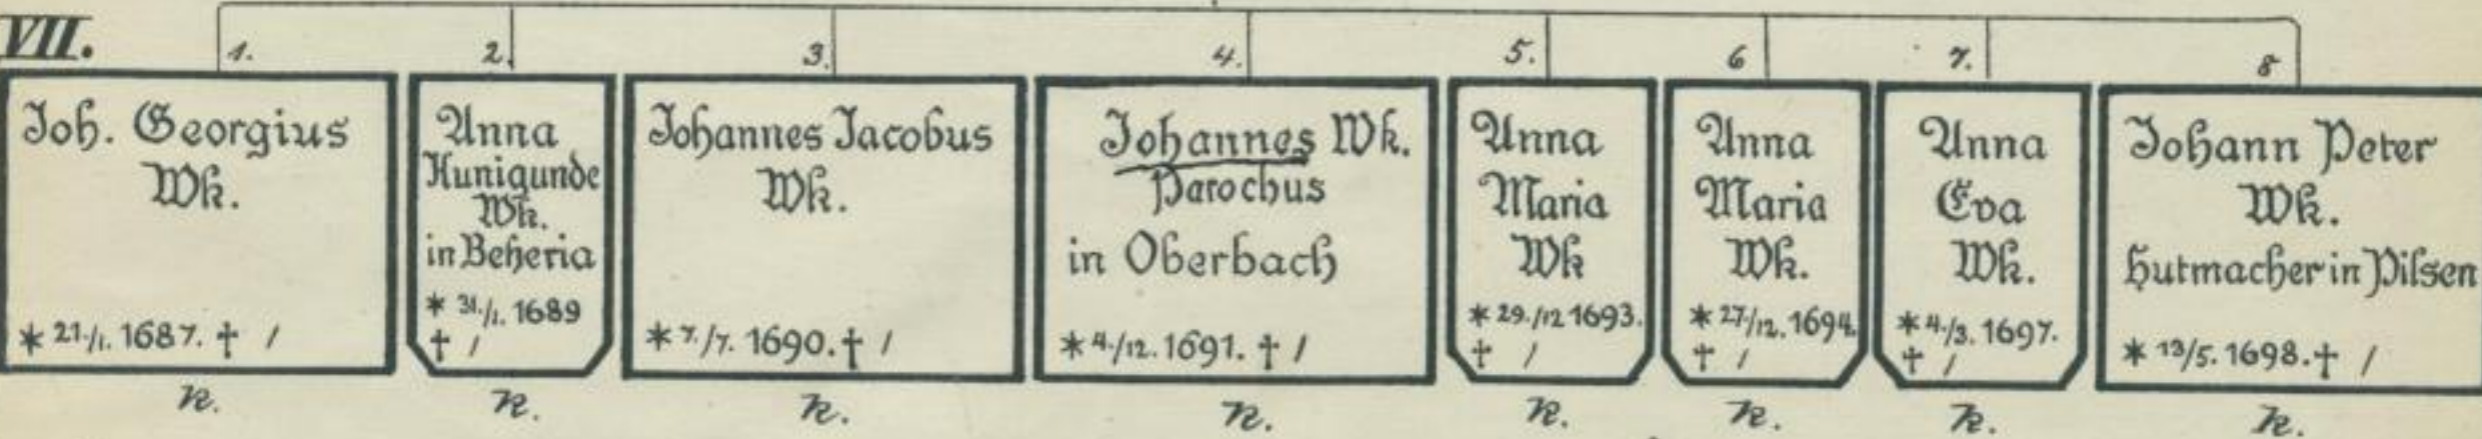 VII.
1.
Joh. Georgius
Wk.
* 21./1. 1687. † /
n.
2.
Anna
Kunigunde
Wk.
in Beheria
* 31./1. 1689
† /
n.
3.
Johannes Jacobus
Wk.
* 7./7. 1690. † /
n.
4.
Johannes Wk.
Parochus
in Oberbach
* 4./12. 1691. † /
n.
5.
Anna
Maria
Wk
* 29./12 1693.
† /
n.
6
Anna
Maria
Wk.
* 27/12. 1694.
† /
n.
7.
Anna
Eva
Wk.
* 4./3. 1697.
† /
n.
8
Johann Peter
Wk.
Hutmacher in Pilsen
* 13/5. 1698. † /
n.